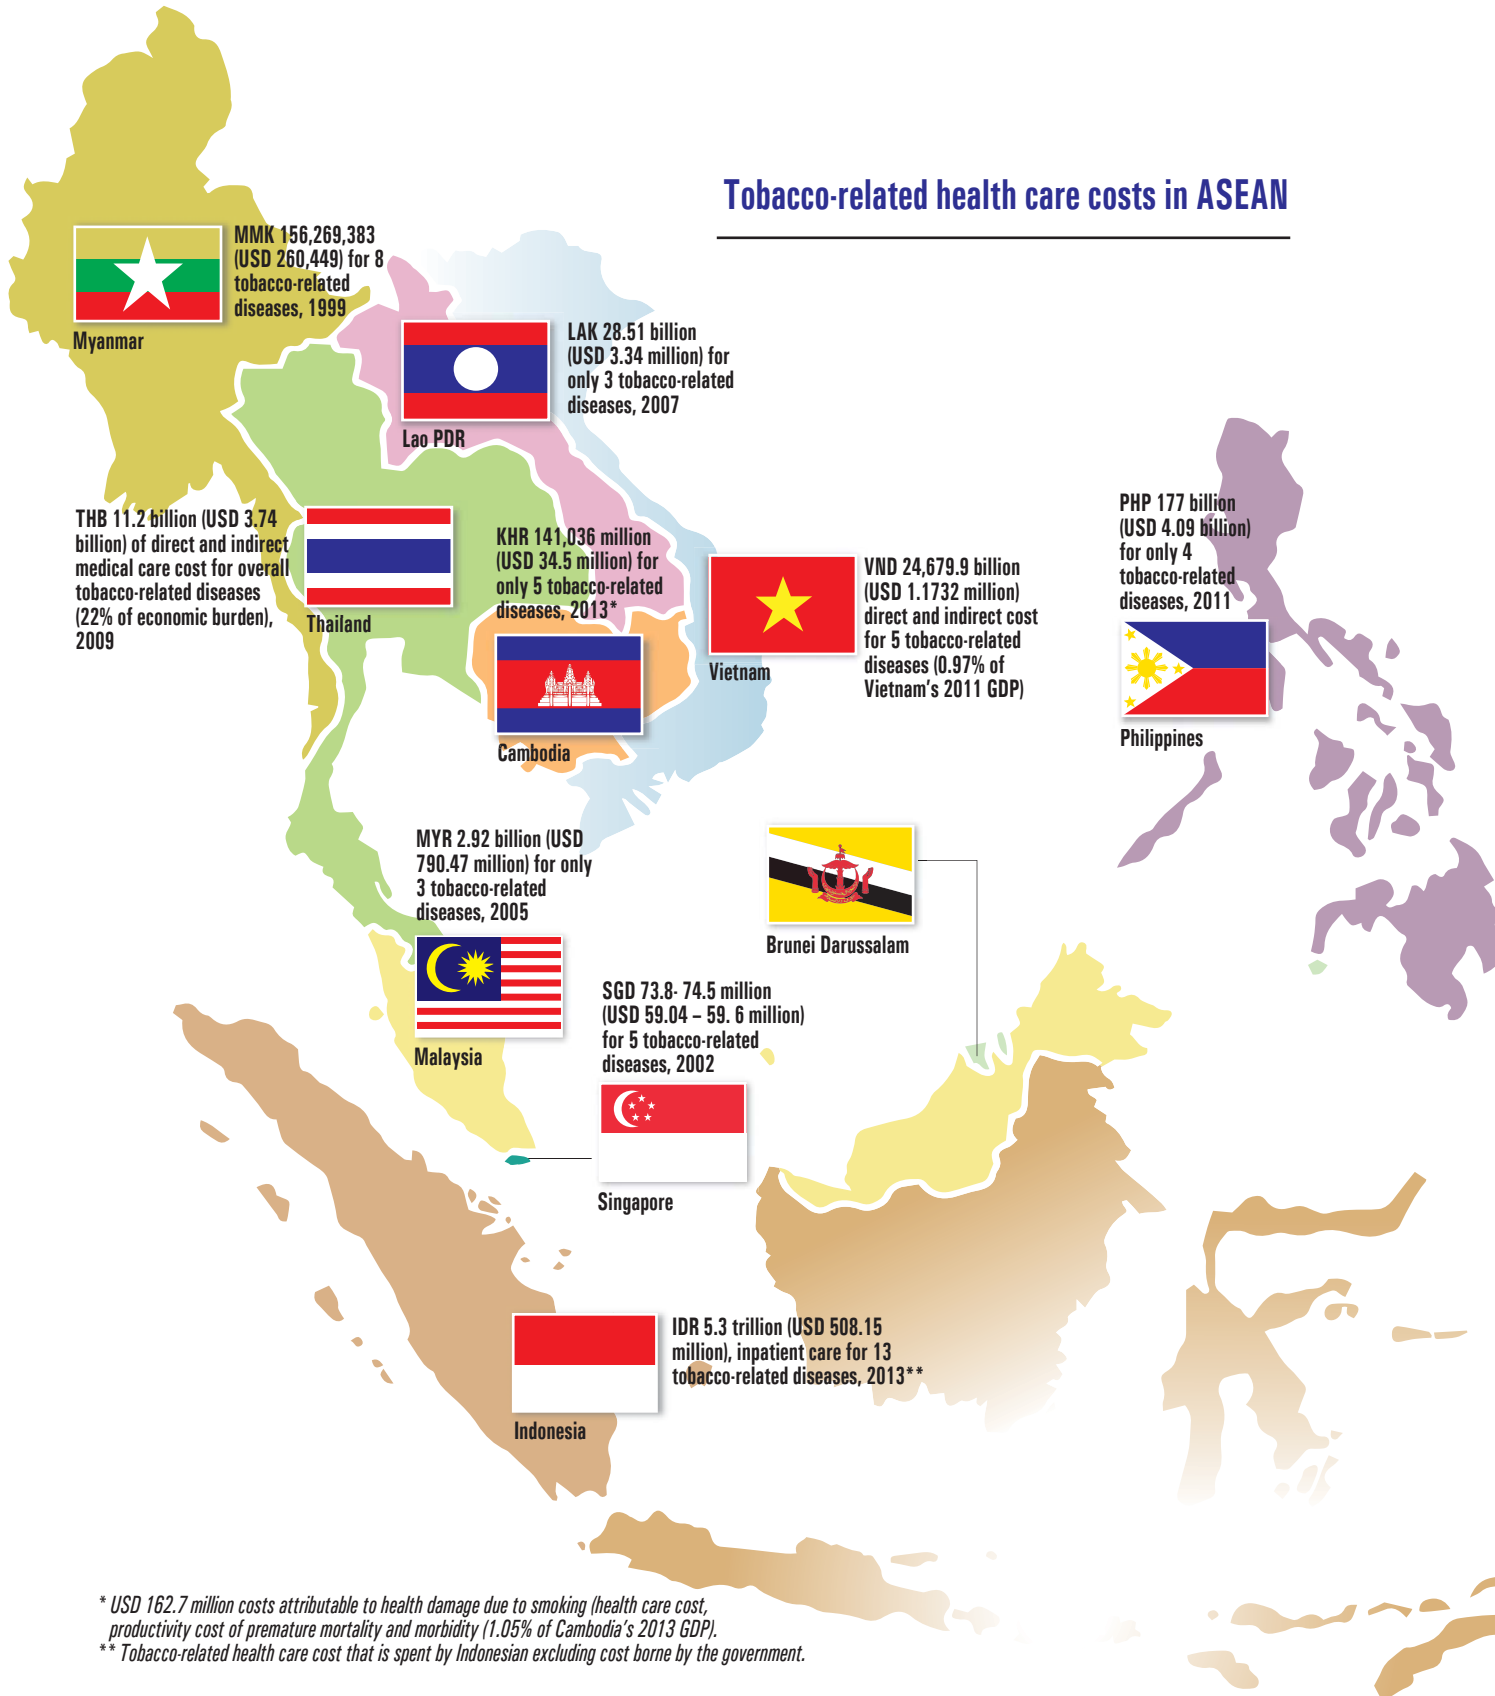 Tobacco-related health care costs in ASEAN
MMK 156,269,383
(USD 260,449) for 8
tobacco-related
diseases, 1999
Myanmar
LAK 28.51 billion
(USD 3.34 million) for
only 3 tobacco-related
diseases, 2007
Lao PDR
THB 11.2 billion (USD 3.74
billion) of direct and indirect
medical care cost for overall
tobacco-related diseases
(22% of economic burden),
2009
Thailand
KHR 141,036 million
(USD 34.5 million) for
only 5 tobacco-related
diseases, 2013*
Cambodia
VND 24,679.9 billion
(USD 1.1732 million)
direct and indirect cost
for 5 tobacco-related
diseases (0.97% of
Vietnam's 2011 GDP)
Vietnam
PHP 177 billion
(USD 4.09 billion)
for only 4
tobacco-related
diseases, 2011
Philippines
MYR 2.92 billion (USD
790.47 million) for only
3 tobacco-related
diseases, 2005
Malaysia
Brunei Darussalam
SGD 73.8- 74.5 million
(USD 59.04 – 59. 6 million)
for 5 tobacco-related
diseases, 2002
Singapore
IDR 5.3 trillion (USD 508.15
million), inpatient care for 13
tobacco-related diseases, 2013**
Indonesia
* USD 162.7 million costs attributable to health damage due to smoking (health care cost,
productivity cost of premature mortality and morbidity (1.05% of Cambodia's 2013 GDP).
** Tobacco-related health care cost that is spent by Indonesian excluding cost borne by the government.